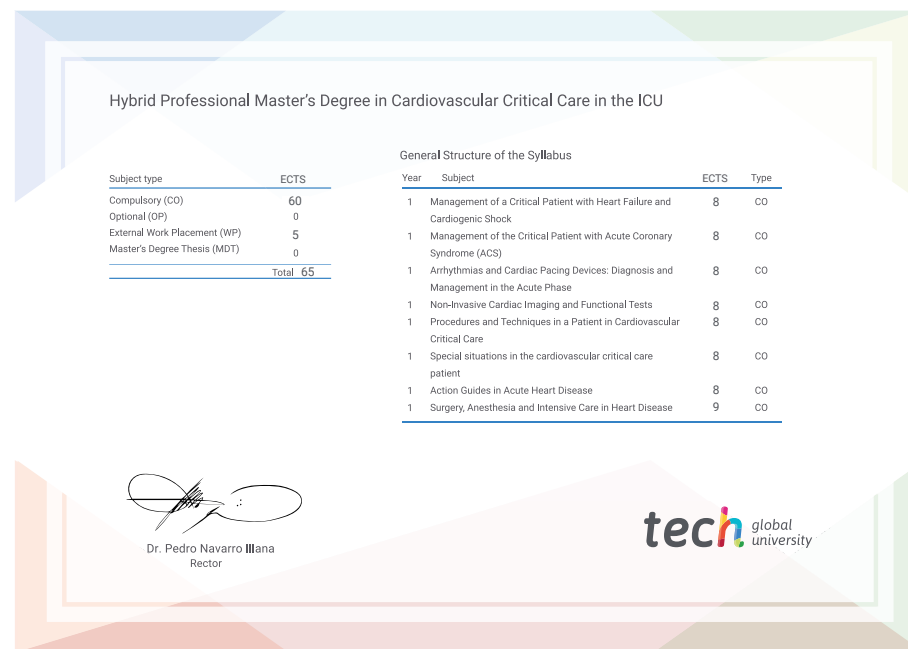 Hybrid Professional Master's Degree in Cardiovascular Critical Care in the ICU
Subject type ECTS
Compulsory (CO) 60
Optional (OP) 0
External Work Placement (WP) 5
Master's Degree Thesis (MDT) 0
Total 65
General Structure of the Syllabus
Year Subject ECTS Type
1 Management of a Critical Patient with Heart Failure and 8 CO
Cardiogenic Shock
1 Management of the Critical Patient with Acute Coronary 8 CO
Syndrome (ACS)
1 Arrhythmias and Cardiac Pacing Devices: Diagnosis and 8 CO
Management in the Acute Phase
1 Non-Invasive Cardiac Imaging and Functional Tests 8 CO
1 Procedures and Techniques in a Patient in Cardiovascular 8 CO
Critical Care
1 Special situations in the cardiovascular critical care 8 CO
patient
1 Action Guides in Acute Heart Disease 8 CO
1 Surgery, Anesthesia and Intensive Care in Heart Disease 9 CO
Dr. Pedro Navarro Illana
Rector
tech global
university